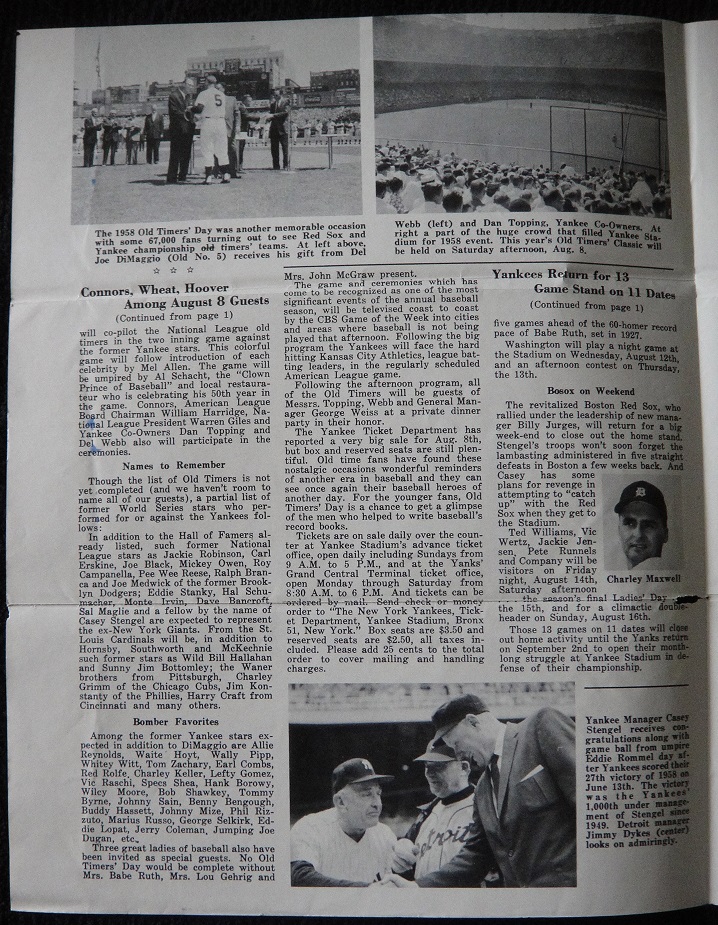 The 1958 Old Timers' Day was another memorable occasion
with some 67,000 fans turning out to see Red Sox and
Yankee championship old timers' teams. At left above,
Joe DiMaggio (Old No. 5) receives his gift from Del
Webb (left) and Dan Topping, Yankee Co-Owners. At
right a part of the huge crowd that filled Yankee Sta-
dium for 1958 event. This year's Old Timers' Classic will
be held on Saturday afternoon, Aug. 8.
☆ ☆ ☆
Connors, Wheat, Hoover
Among August 8 Guests
(Continued from page 1)
will co-pilot the National League old
timers in the two inning game against
the former Yankee stars. This colorful
game will follow introduction of each
celebrity by Mel Allen. The game will
be umpired by Al Schacht, the "Clown
Prince of Baseball" and local restaura-
teur who is celebrating his 50th year in
the game. Connors, American League
Board Chairman William Harridge, Na-
tional League President Warren Giles and
Yankee Co-Owners Dan Topping and
Del Webb also will participate in the
ceremonies.
Names to Remember
Though the list of Old Timers is not
yet completed (and we haven't room to
name all of our guests), a partial list of
former World Series stars who per-
formed for or against the Yankees fol-
lows:
In addition to the Hall of Famers al-
ready listed, such former National
League stars as Jackie Robinson, Carl
Erskine, Joe Black, Mickey Owen, Roy
Campanella, Pee Wee Reese, Ralph Bran-
ca and Joe Medwick of the former Brook-
lyn Dodgers; Eddie Stanky, Hal Schu-
macher, Monte Irvin, Dave Bancroft,
Sal Maglie and a fellow by the name of
Casey Stengel are expected to represent
the ex-New York Giants. From the St.
Louis Cardinals will be, in addition to
Hornsby, Southworth and McKechnie
such former stars as Wild Bill Hallahan
and Sunny Jim Bottomley; the Waner
brothers from Pittsburgh, Charley
Grimm of the Chicago Cubs, Jim Kon-
stanty of the Phillies, Harry Craft from
Cincinnati and many others.
Bomber Favorites
Among the former Yankee stars ex-
pected in addition to DiMaggio are Allie
Reynolds, Waite Hoyt, Wally Pipp,
Whitey Witt, Tom Zachary, Earl Combs,
Red Rolfe, Charley Keller, Lefty Gomez,
Vic Raschi, Specs Shea, Hank Borowy,
Wilcy Moore, Bob Shawkey, Tommy
Byrne, Johnny Sain, Benny Bengough,
Buddy Hassett, Johnny Mize, Phil Riz-
zuto, Marius Russo, George Selkirk, Ed-
die Lopat, Jerry Coleman, Jumping Joe
Dugan, etc.
Three great ladies of baseball also have
been invited as special guests. No Old
Timers' Day would be complete without
Mrs. Babe Ruth, Mrs. Lou Gehrig and
Mrs. John McGraw present.
The game and ceremonies which has
come to be recognized as one of the most
significant events of the annual baseball
season, will be televised coast to coast
by the CBS Game of the Week into cities
and areas where baseball is not being
played that afternoon. Following the big
program the Yankees will face the hard
hitting Kansas City Athletics, league bat-
ting leaders, in the regularly scheduled
American League game.
Following the afternoon program, all
of the Old Timers will be guests of
Messrs. Topping, Webb and General Man-
ager George Weiss at a private dinner
party in their honor.
The Yankee Ticket Department has
reported a very big sale for Aug. 8th,
but box and reserved seats are still plen-
tiful. Old time fans have found these
nostalgic occasions wonderful reminders
of another era in baseball and they can
see once again their baseball heroes of
another day. For the younger fans, Old
Timers' Day is a chance to get a glimpse
of the men who helped to write baseball's
record books.
Tickets are on sale daily over the coun-
ter at Yankee Stadium's advance ticket
office, open daily including Sundays from
9 A.M. to 5 P.M., and at the Yanks'
Grand Central Terminal ticket office,
open Monday through Saturday from
8:30 A.M. to 6 P.M. And tickets can be
ordered by mail. Send check or money
order to "The New York Yankees, Tick-
et Department, Yankee Stadium, Bronx
51, New York." Box seats are $3.50 and
reserved seats are $2.50, all taxes in-
cluded. Please add 25 cents to the total
order to cover mailing and handling
charges.
Yankees Return for 13
Game Stand on 11 Dates
(Continued from page 1)
five games ahead of the 60-homer record
pace of Babe Ruth, set in 1927.
Washington will play a night game at
the Stadium on Wednesday, August 12th,
and an afternoon contest on Thursday,
the 13th.
Bosox on Weekend
The revitalized Boston Red Sox, who
rallied under the leadership of new mana-
ger Billy Jurges, will return for a big
week-end to close out the home stand.
Stengel's troops won't soon forget the
lambasting administered in five straight
defeats in Boston a few weeks back. And
Casey has some
plans for revenge in
attempting to "catch
up" with the Red
Sox when they get to
the Stadium.
Ted Williams, Vic
Wertz, Jackie Jen-
sen, Pete Runnels
and Company will be
visitors on Friday
night, August 14th,
Saturday afternoon
Charley Maxwell
the season's final Ladies' Day
the 15th, and for a climactic double-
header on Sunday, August 16th.
Those 13 games on 11 dates will close
out home activity until the Yanks return
on September 2nd to open their month-
long struggle at Yankee Stadium in de-
fense of their championship.
Yankee Manager Casey
Stengel receives con-
gratulations along with
game ball from umpire
Eddie Rommel day af-
ter Yankees scored their
27th victory of 1958 on
June 13th. The victory
was the Yankees'
1,000th under manage-
ment of Stengel since
1949. Detroit manager
Jimmy Dykes (center)
looks on admiringly.
5
Detroit